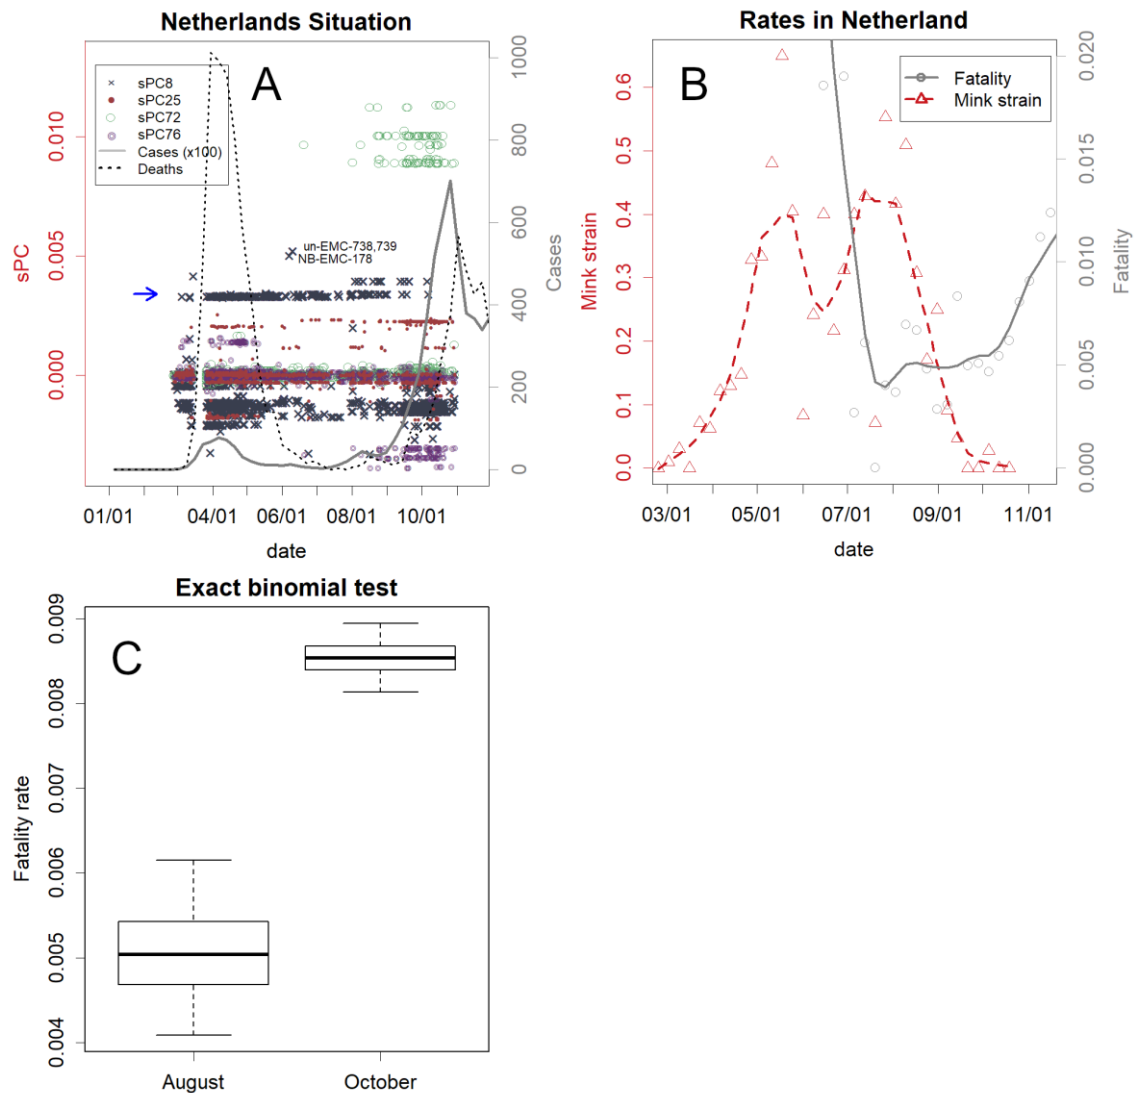 Netherlands Situation
A
sPC8
sPC25
sPC72
sPC76
Cases (x100)
Deaths
un-EMC-738,739
NB-EMC-178
sPC
0.010
0.005
0.000
Cases
1000
800
600
400
200
0
01/01
04/01
06/01
08/01
10/01
date
Rates in Netherland
B
Fatality
Mink strain
Mink strain
0.6
0.5
0.4
0.3
0.2
0.1
0.0
Fatality
0.020
0.015
0.010
0.005
0.000
03/01
05/01
07/01
09/01
11/01
date
Exact binomial test
C
Fatality rate
0.009
0.008
0.007
0.006
0.005
0.004
August
October